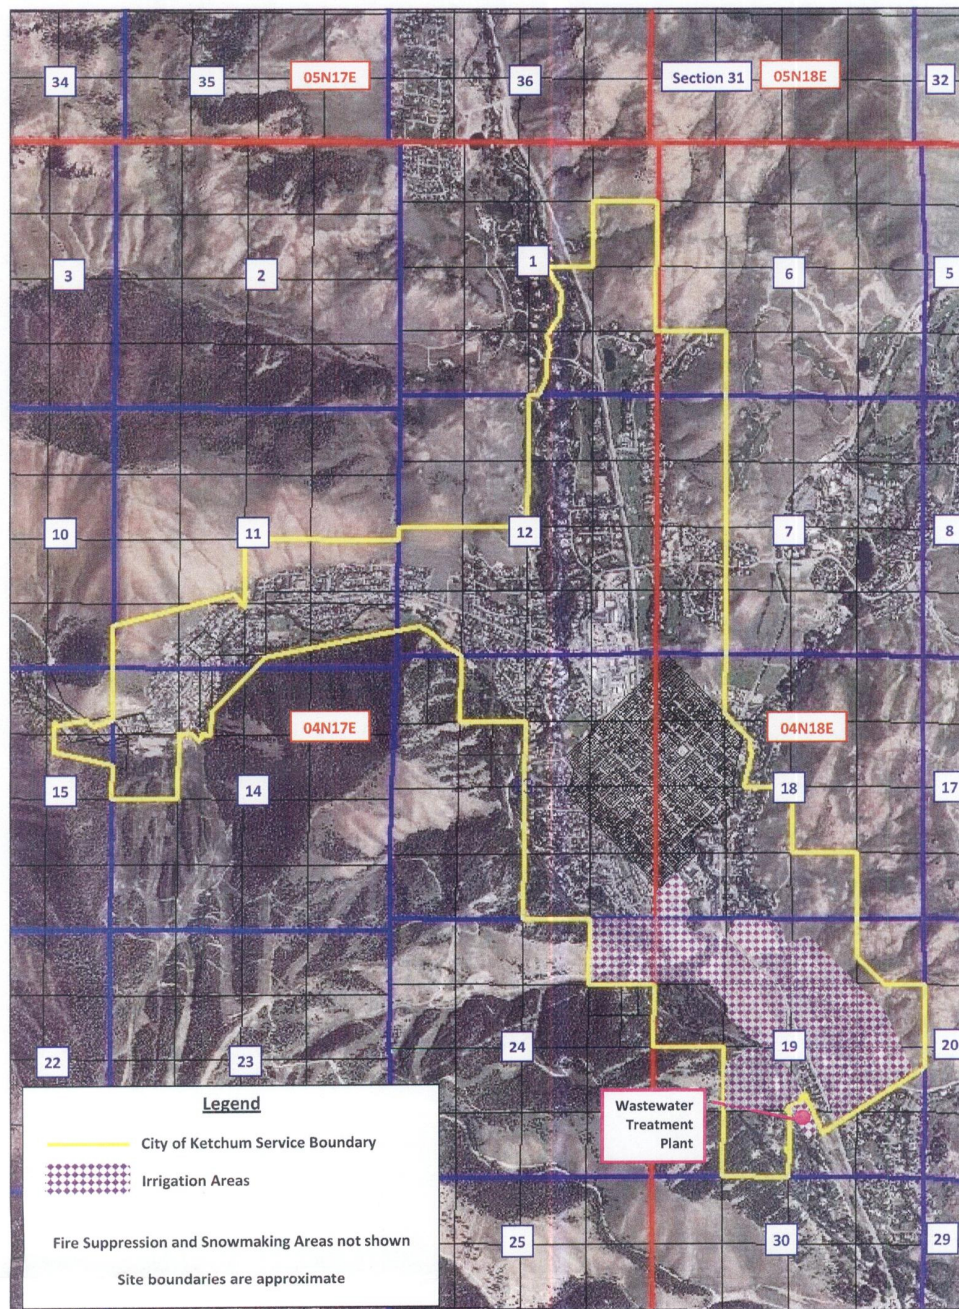 34
35
05N17E
36
Section 31
05N18E
32
3
2
1
6
5
10
11
12
7
8
04N17E
04N18E
15
14
18
17
22
23
24
19
20
Wastewater
Treatment
Plant
Legend
City of Ketchum Service Boundary
Irrigation Areas
Fire Suppression and Snowmaking Areas not shown
Site boundaries are approximate
25
30
29